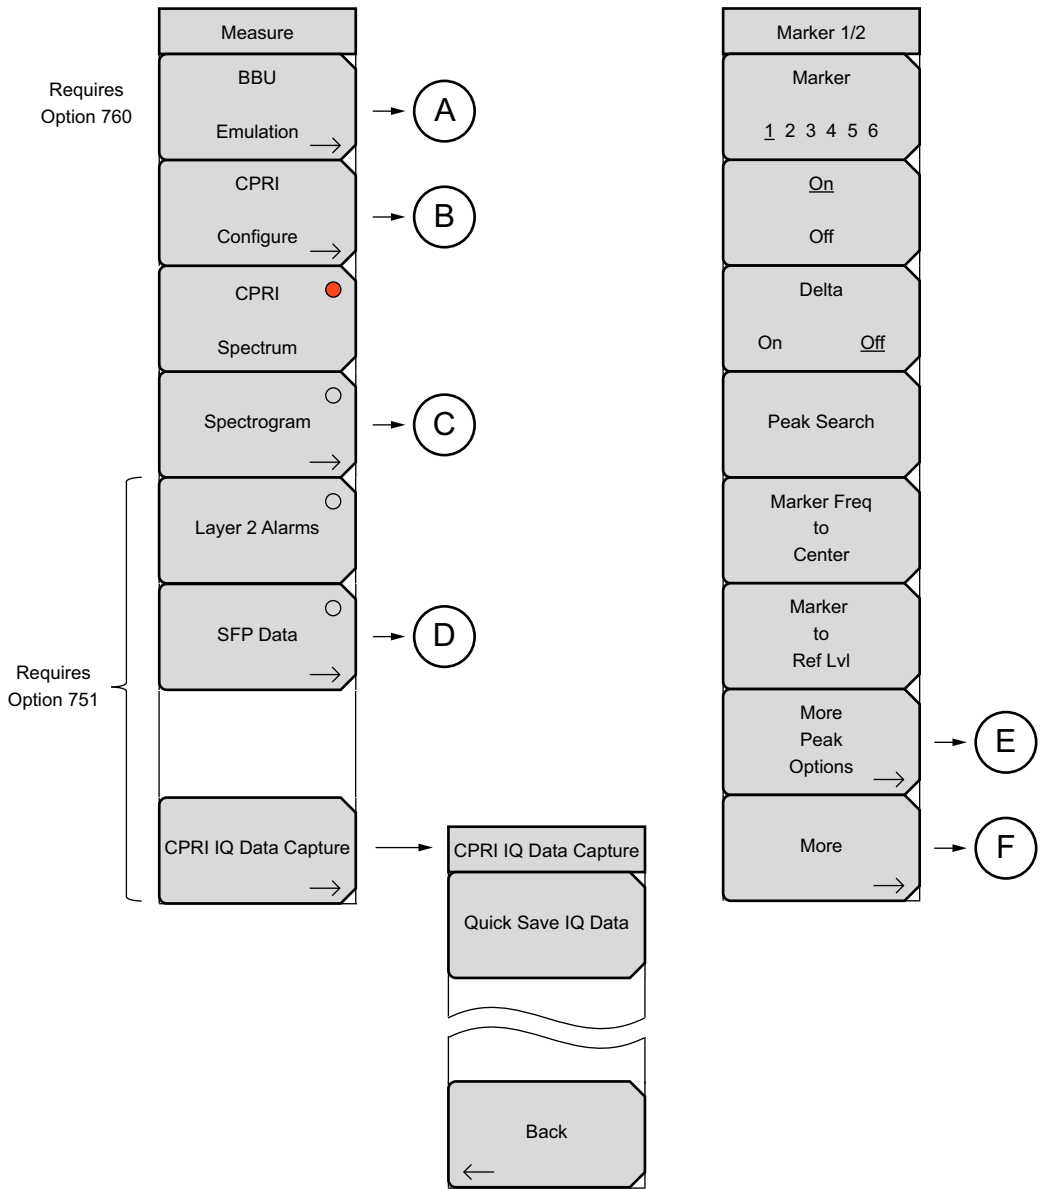 Measure
Requires
Option 760
BBU
Emulation
A
CPRI
Configure
B
CPRI
Spectrum
Spectrogram
C
Layer 2 Alarms
SFP Data
D
Requires
Option 751
CPRI IQ Data Capture
CPRI IQ Data Capture
Quick Save IQ Data
Back
Marker 1/2
Marker
1 2 3 4 5 6
On
Off
Delta
On Off
Peak Search
Marker Freq
to
Center
Marker
to
Ref Lvl
More
Peak
Options
E
More
F